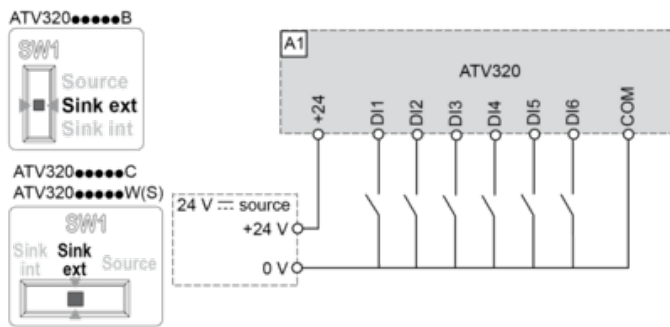 ATV320●●●●●B
SW1
Source
Sink ext
Sink int
ATV320●●●●●C
ATV320●●●●●W(S)
SW1
Sink int
Sink ext
Source
A1
ATV320
+24
DI1
DI2
DI3
DI4
DI5
DI6
COM
24 V ⎓ source
+24 V
0 V